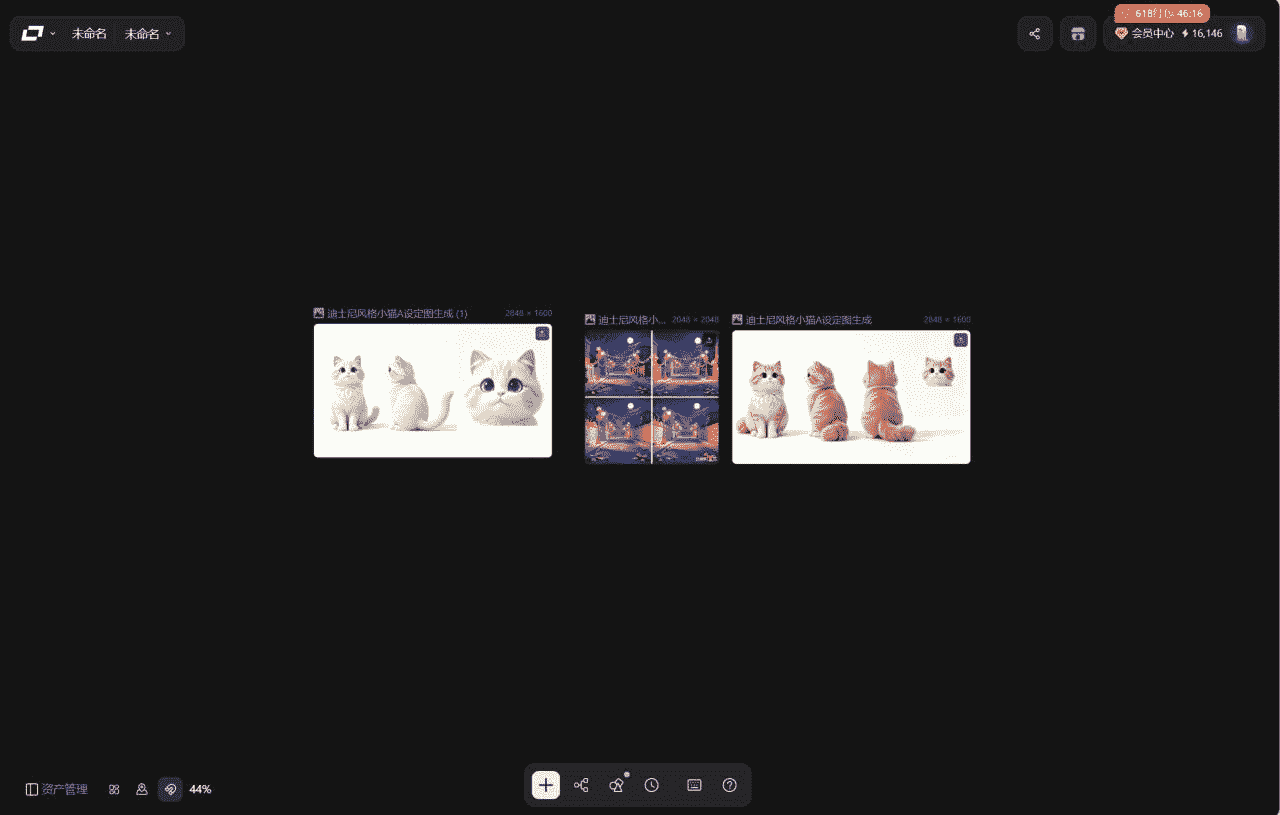 未命名 未命名
会员中心 16,146
迪士尼风格小猫A设定图生成 (1) 2848 × 1600
迪士尼风格小... 2048 × 2048
迪士尼风格小猫A设定图生成 2848 × 1600
资产管理 44%